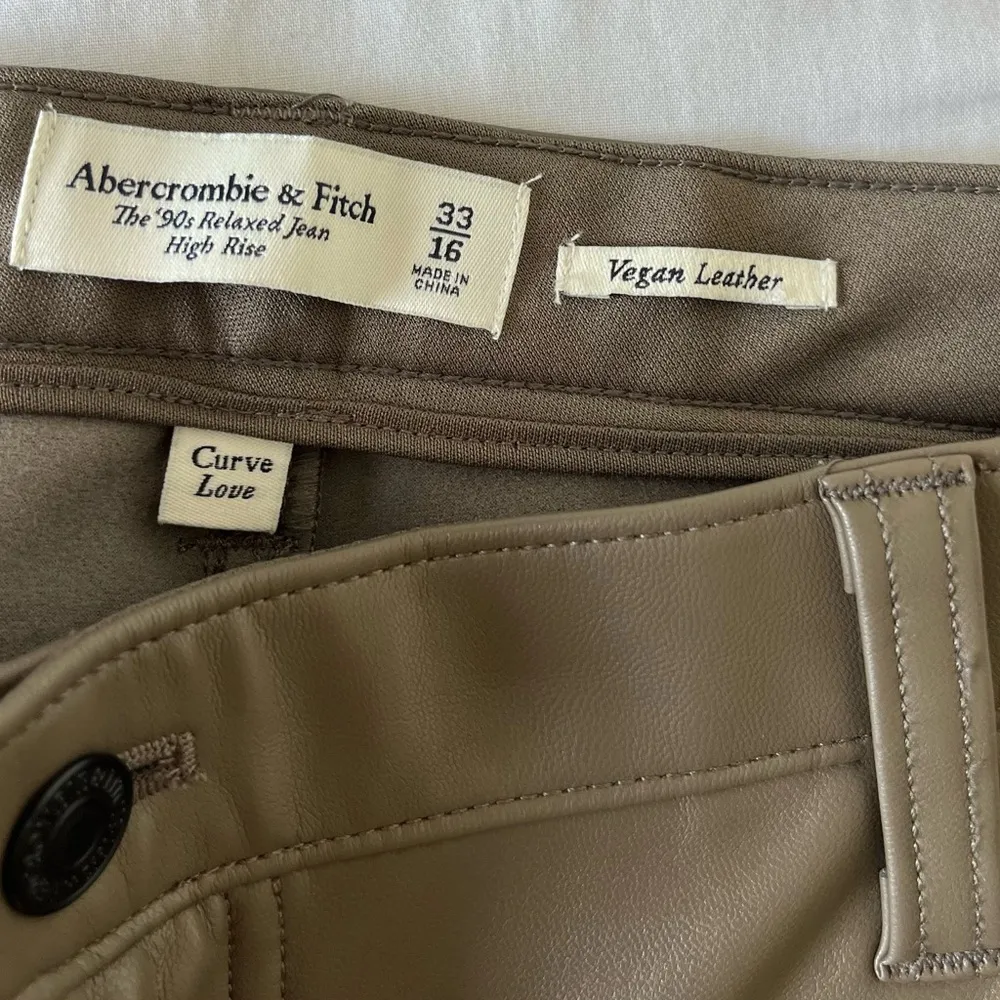 Abercrombie & Fitch
The '90s Relaxed Jean
High Rise
33
16
MADE IN
CHINA
Vegan Leather
Curve
Love